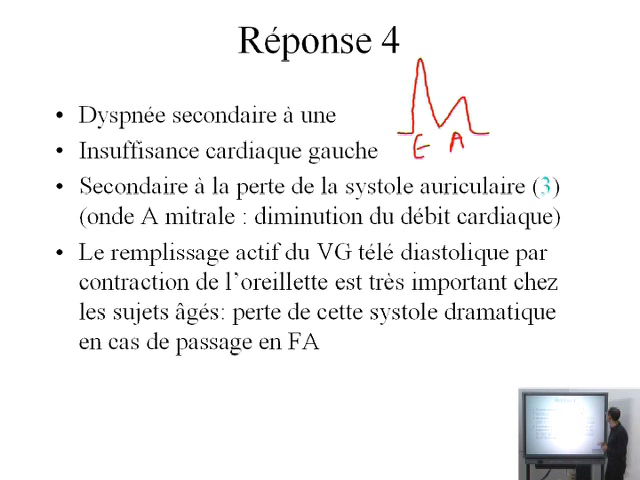 Réponse 4
E A
• Dyspnée secondaire à une
• Insuffisance cardiaque gauche
• Secondaire à la perte de la systole auriculaire (3)
(onde A mitrale : diminution du débit cardiaque)
• Le remplissage actif du VG télé diastolique par
contraction de l’oreillette est très important chez
les sujets âgés: perte de cette systole dramatique
en cas de passage en FA